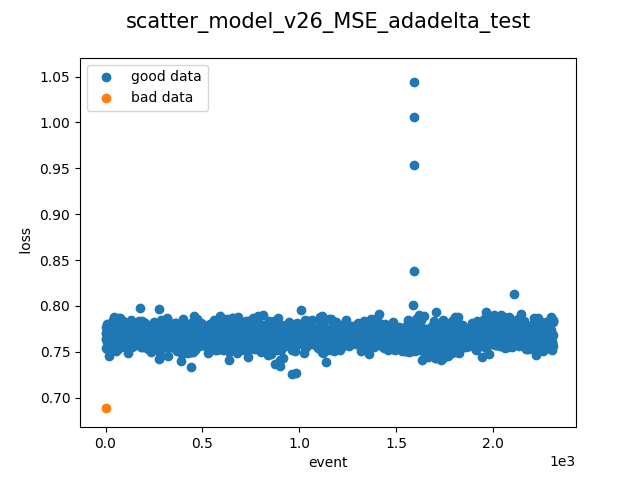 scatter_model_v26_MSE_adadelta_test
good data
bad data
loss
1.05
1.00
0.95
0.90
0.85
0.80
0.75
0.70
0.0 0.5 1.0 1.5 2.0
1e3
event